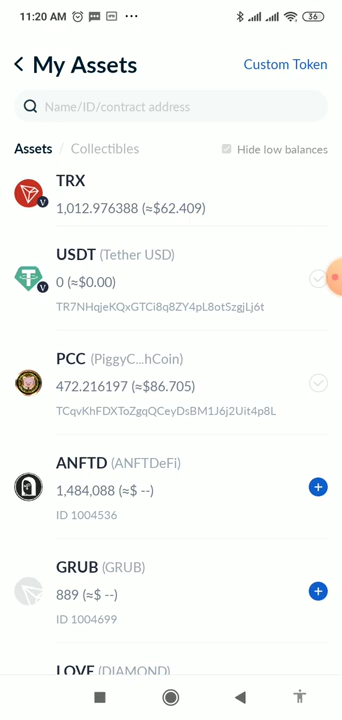 11:20 AM
36
My Assets
Custom Token
Name/ID/contract address
Assets / Collectibles
Hide low balances
TRX
1,012.976388 (≈$62.409)
USDT (Tether USD)
0 (≈$0.00)
TR7NHqjeKQxGTCi8q8ZY4pL8otSzgjLj6t
PCC (PiggyC...hCoin)
472.216197 (≈$86.705)
TCqvKhFDXToZgqQCeyDsBM1J6j2Uit4p8L
ANFTD (ANFTDeFi)
1,484,088 (≈$ --)
ID 1004536
GRUB (GRUB)
889 (≈$ --)
ID 1004699
LOVE (DIAMOND)